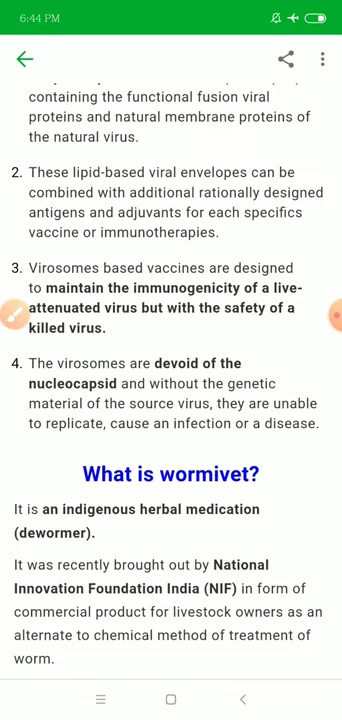 6:44 PM
containing the functional fusion viral
proteins and natural membrane proteins of
the natural virus.
2. These lipid-based viral envelopes can be
combined with additional rationally designed
antigens and adjuvants for each specifics
vaccine or immunotherapies.
3. Virosomes based vaccines are designed
to maintain the immunogenicity of a live-
attenuated virus but with the safety of a
killed virus.
4. The virosomes are devoid of the
nucleocapsid and without the genetic
material of the source virus, they are unable
to replicate, cause an infection or a disease.
What is wormivet?
It is an indigenous herbal medication
(dewormer).
It was recently brought out by National
Innovation Foundation India (NIF) in form of
commercial product for livestock owners as an
alternate to chemical method of treatment of
worm.